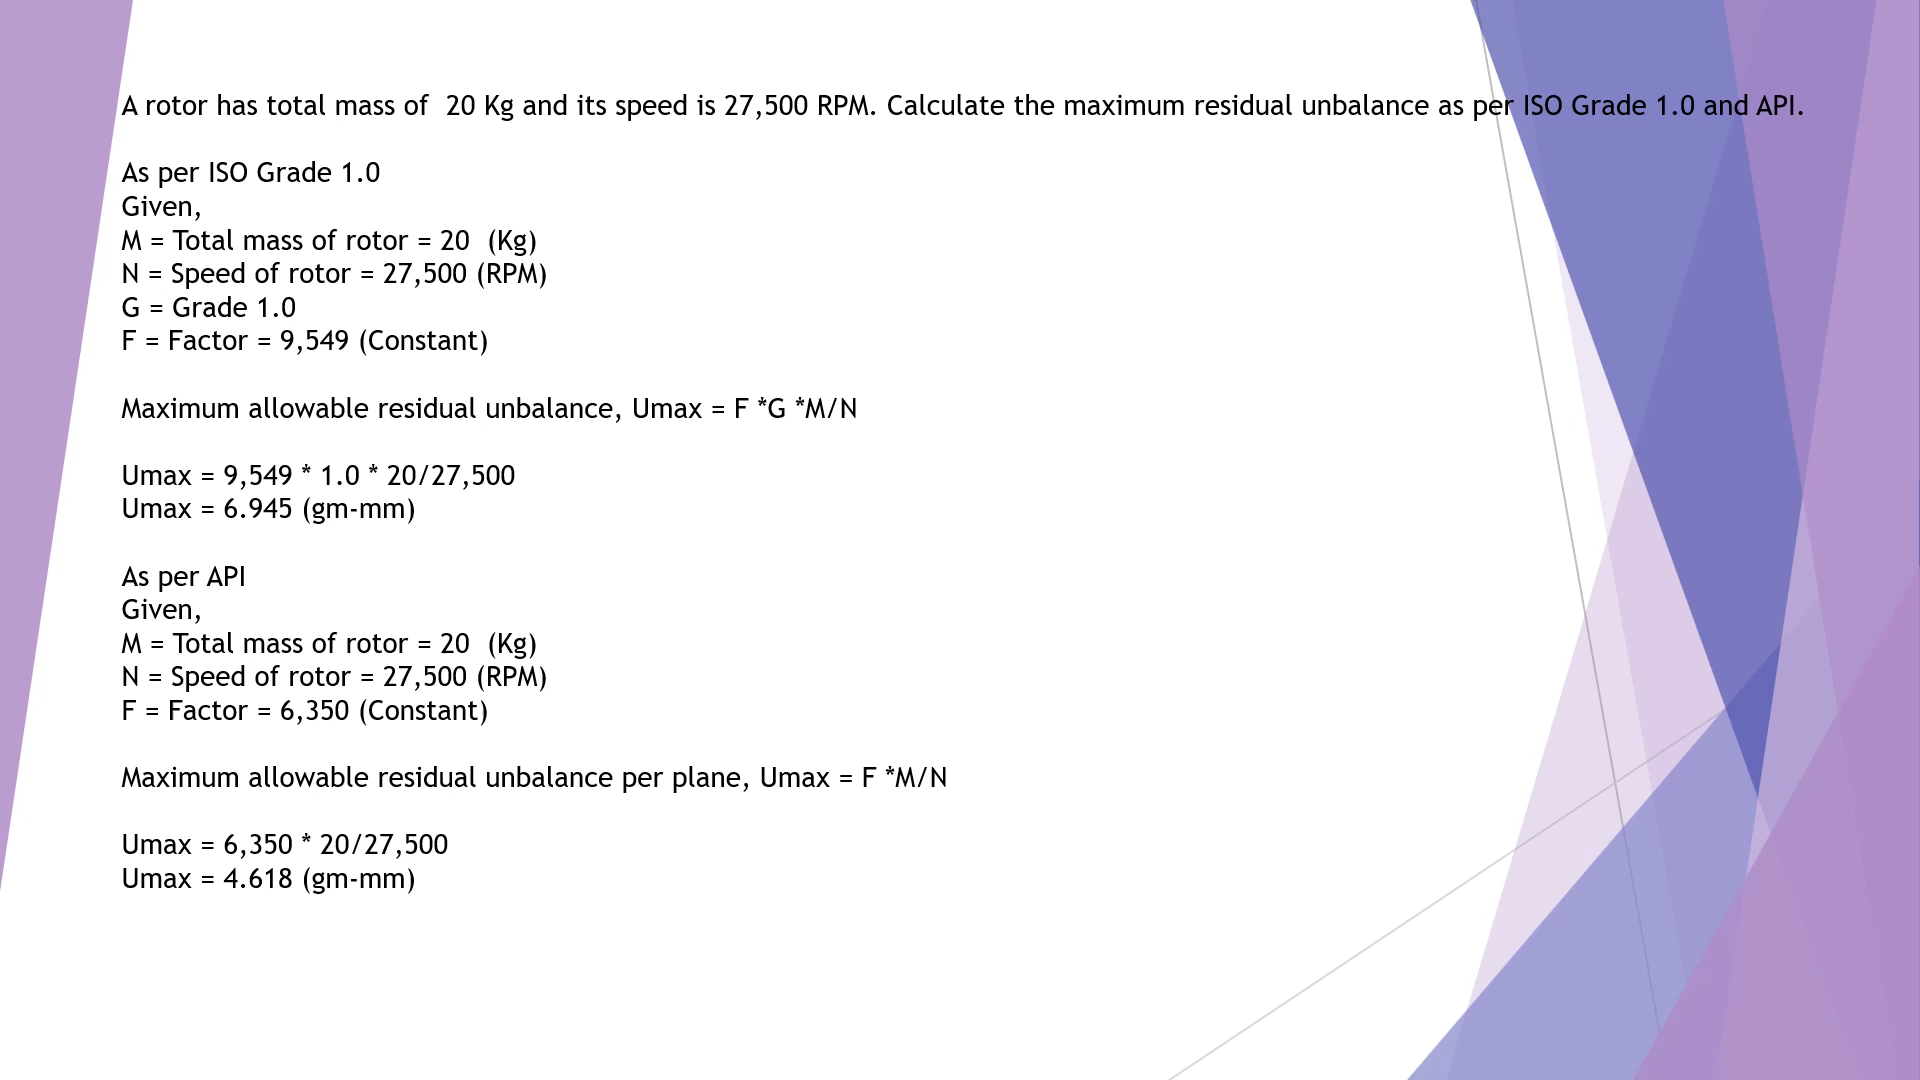 A rotor has total mass of  20 Kg and its speed is 27,500 RPM. Calculate the maximum residual unbalance as per ISO Grade 1.0 and API.
As per ISO Grade 1.0
Given,
M = Total mass of rotor = 20  (Kg)
N = Speed of rotor = 27,500 (RPM)
G = Grade 1.0
F = Factor = 9,549 (Constant)
Maximum allowable residual unbalance, Umax = F *G *M/N
Umax = 9,549 * 1.0 * 20/27,500
Umax = 6.945 (gm-mm)
As per API
Given,
M = Total mass of rotor = 20  (Kg)
N = Speed of rotor = 27,500 (RPM)
F = Factor = 6,350 (Constant)
Maximum allowable residual unbalance per plane, Umax = F *M/N
Umax = 6,350 * 20/27,500
Umax = 4.618 (gm-mm)